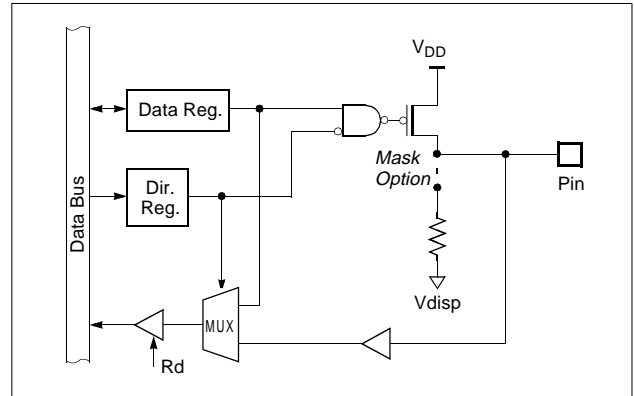 VDD
Data Reg.
Mask
Option
Pin
Dir.
Reg.
Data Bus
Vdisp
MUX
Rd